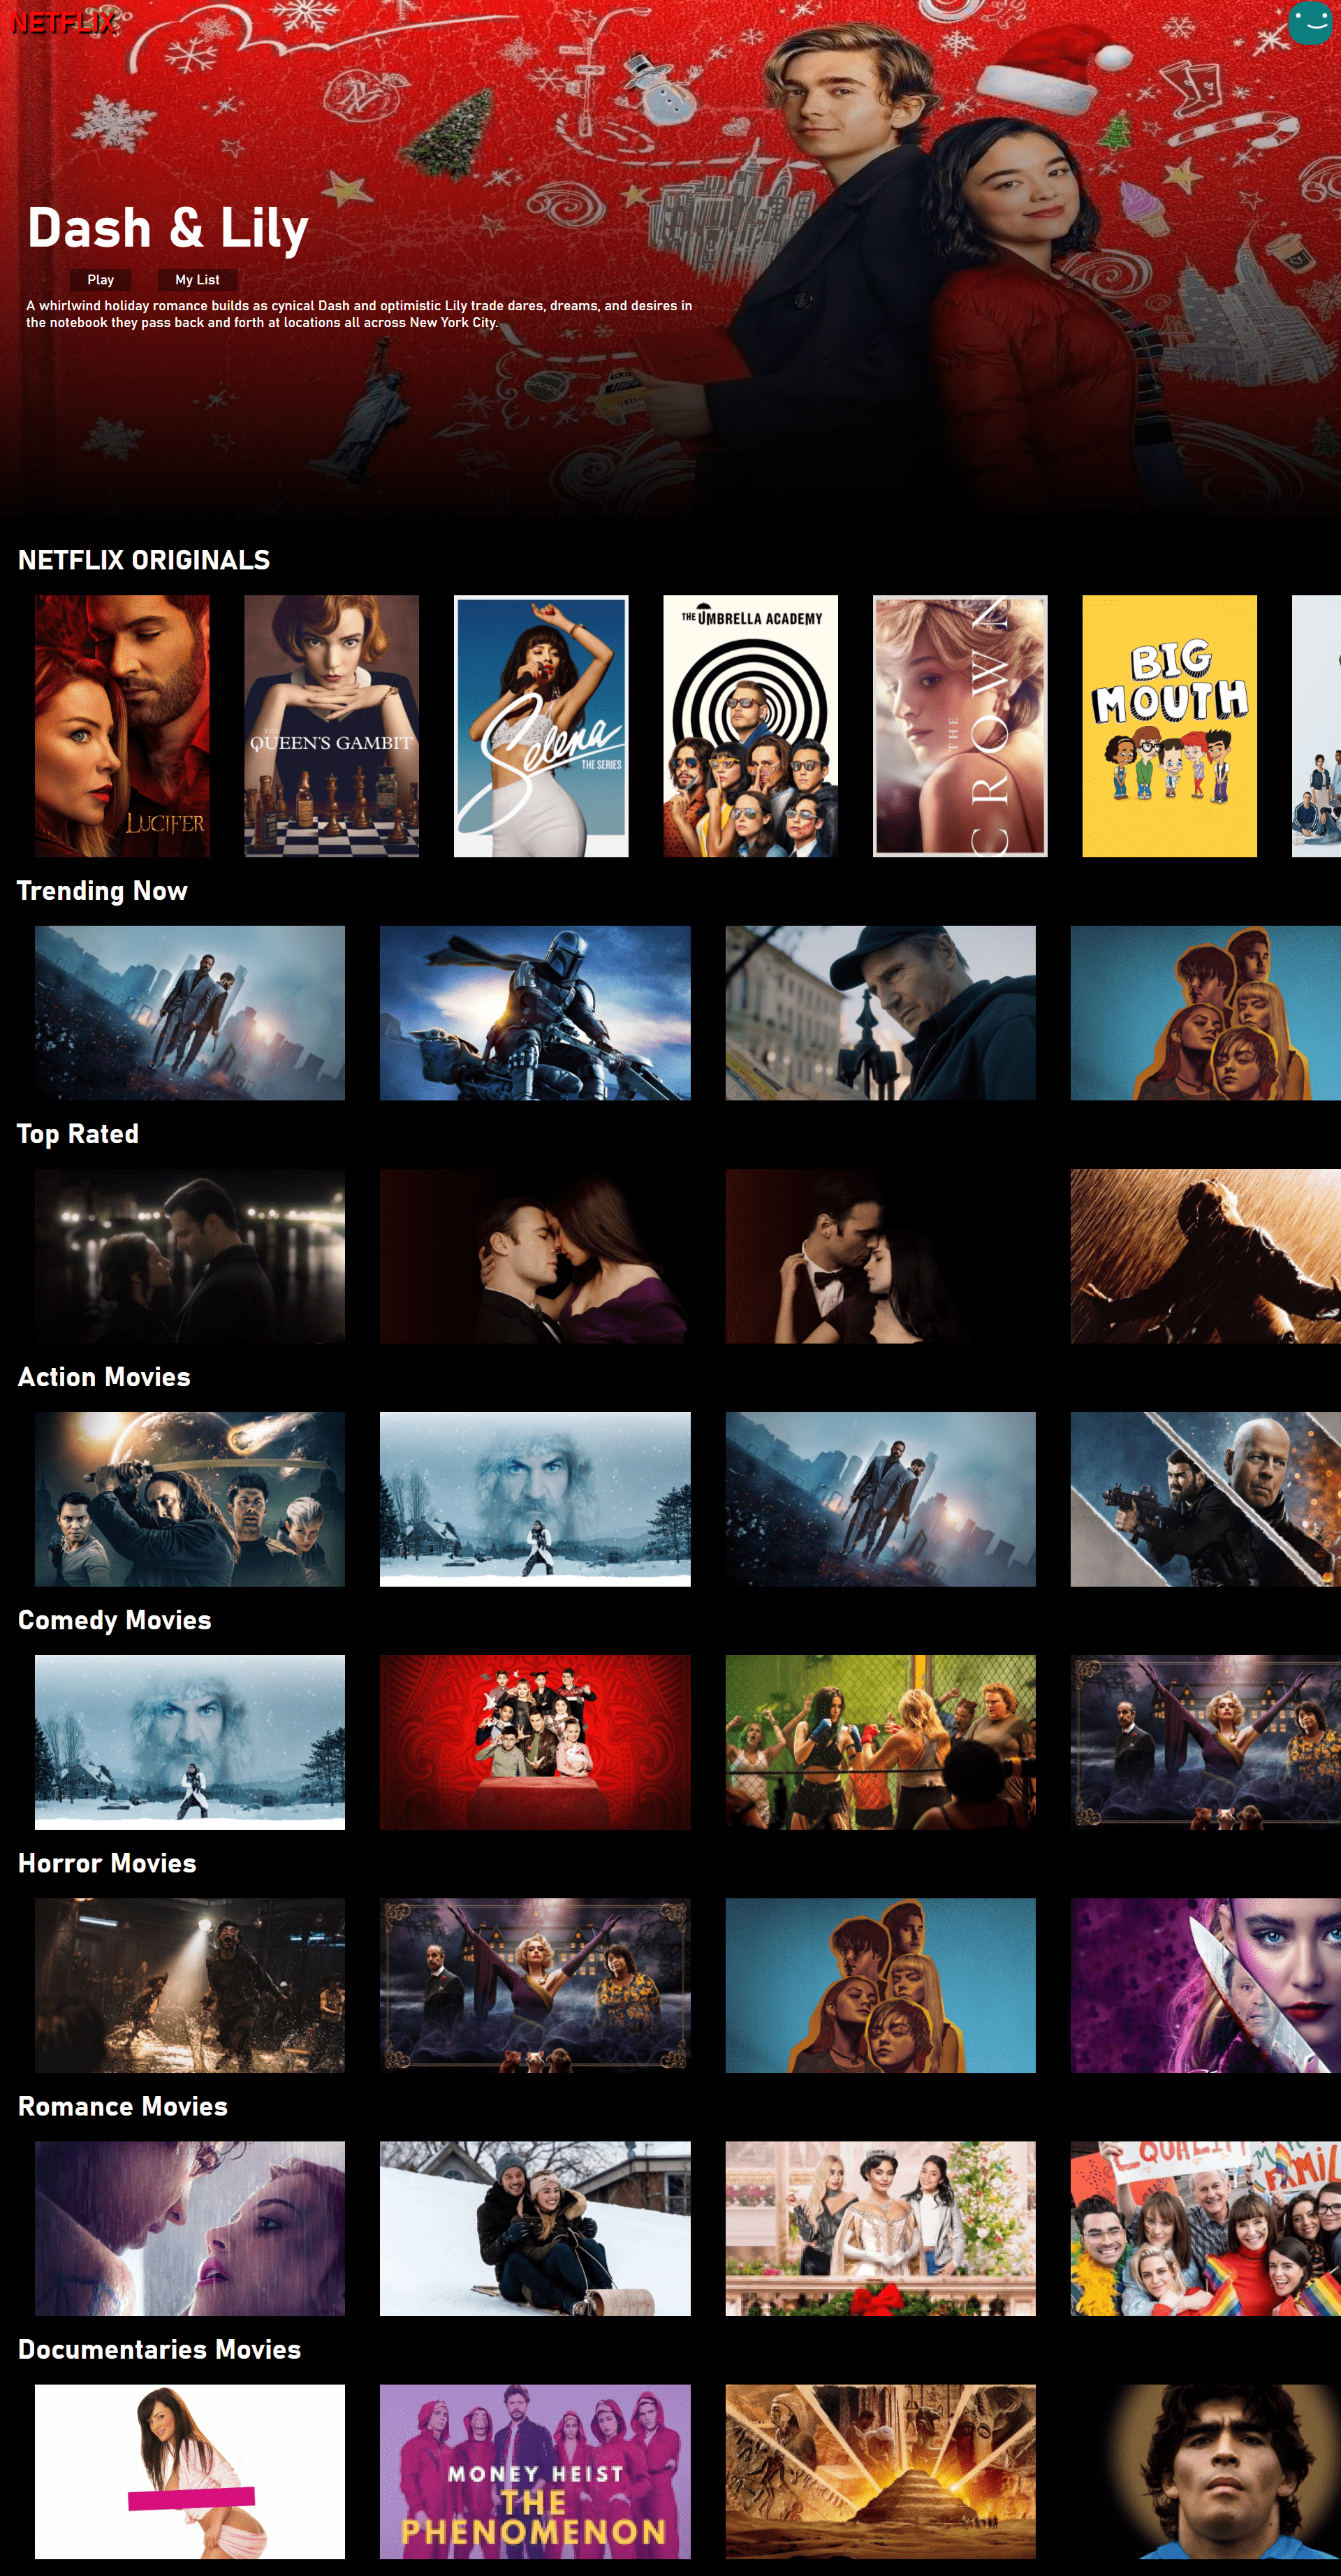 NETFLIX
Dash & Lily
Play
My List
A whirlwind holiday romance builds as cynical Dash and optimistic Lily trade dares, dreams, and desires in
the notebook they pass back and forth at locations all across New York City.
NETFLIX ORIGINALS
LUCIFER
THE
QUEEN'S GAMBIT
Selena
THE SERIES
THE UMBRELLA ACADEMY
THE
CROWN
BIG
MOUTH
Trending Now
Top Rated
Action Movies
Comedy Movies
Horror Movies
Romance Movies
Documentaries Movies
MONEY HEIST
THE
PHENOMENON